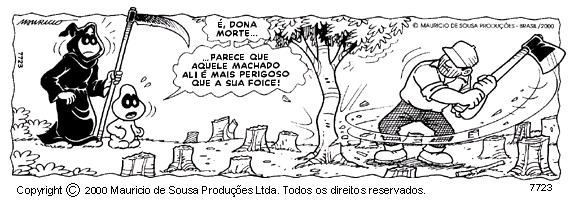 MAURICIO
É, DONA
MORTE...
© MAURICIO DE SOUSA PRODUÇÕES - BRASIL/2000
7723
...PARECE QUE
AQUELE MACHADO
ALI É MAIS PERIGOSO
QUE A SUA FOICE!
Copyright © 2000 Mauricio de Sousa Produções Ltda. Todos os direitos reservados.
7723